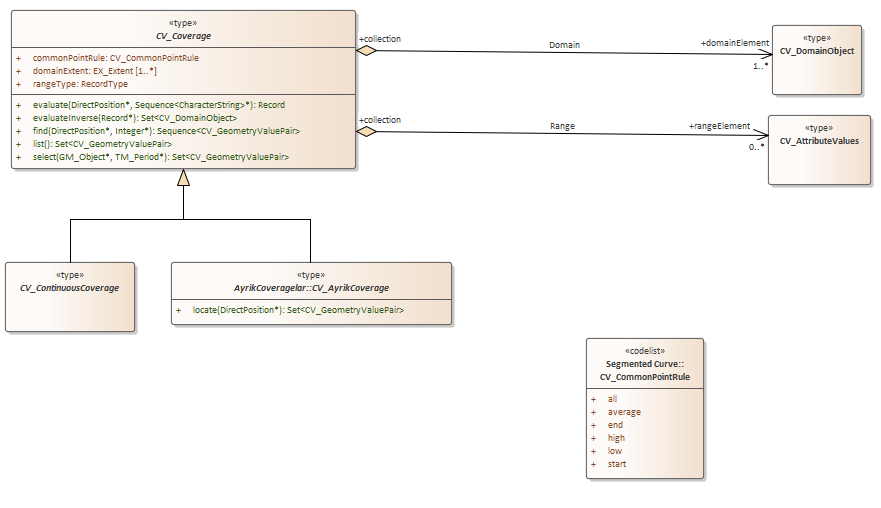 «type»
CV_Coverage
+ commonPointRule: CV_CommonPointRule
+ domainExtent: EX_Extent [1..*]
+ rangeType: RecordType
+ evaluate(DirectPosition*, Sequence<CharacterString>*): Record
+ evaluateInverse(Record*): Set<CV_DomainObject>
+ find(DirectPosition*, Integer*): Sequence<CV_GeometryValuePair>
+ list(): Set<CV_GeometryValuePair>
+ select(GM_Object*, TM_Period*): Set<CV_GeometryValuePair>
+collection
Domain
+domainElement
1..*
«type»
CV_DomainObject
+collection
Range
+rangeElement
0..*
«type»
CV_AttributeValues
«type»
CV_ContinuousCoverage
«type»
AyrikCoveragelar::CV_AyrikCoverage
+ locate(DirectPosition*): Set<CV_GeometryValuePair>
«codelist»
Segmented Curve::
CV_CommonPointRule
+ all
+ average
+ end
+ high
+ low
+ start